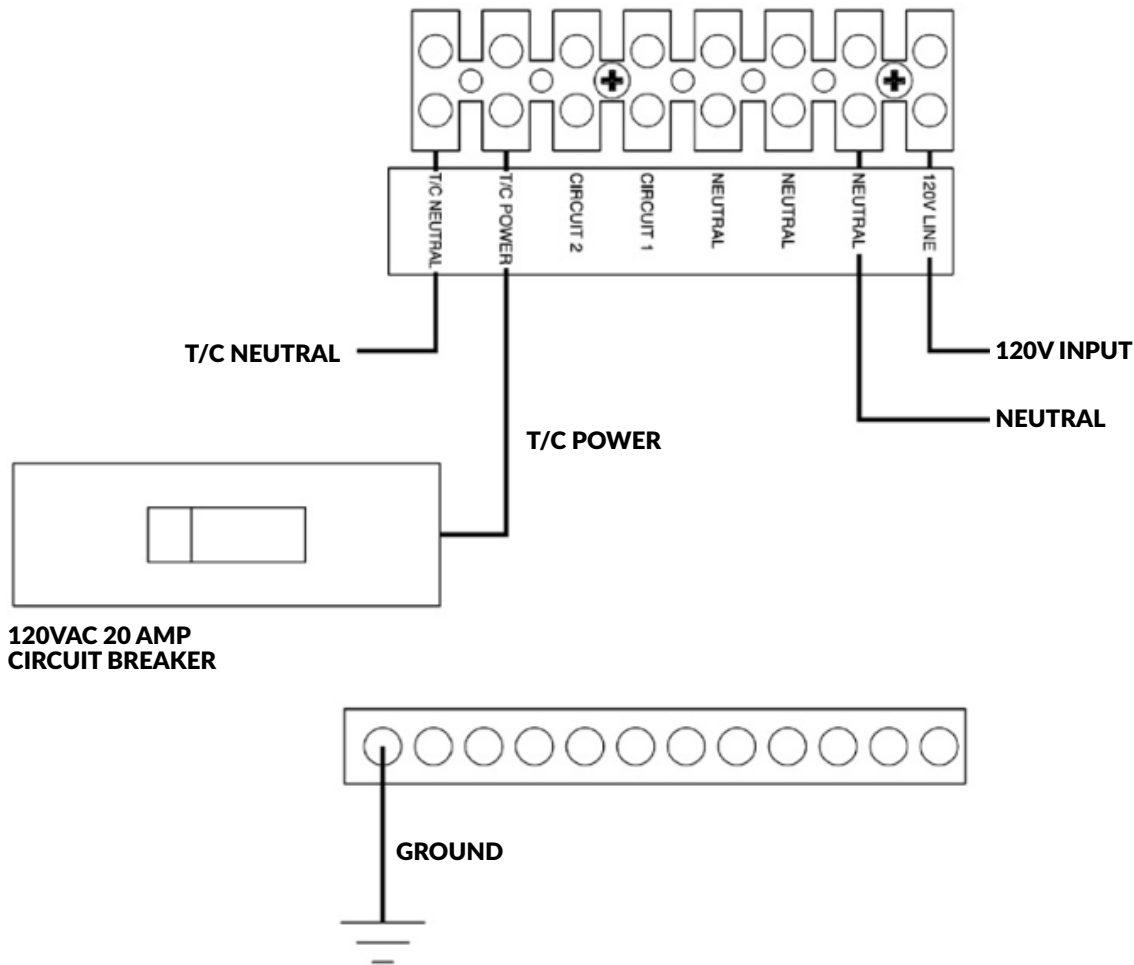 T/C NEUTRAL
T/C POWER
CIRCUIT 2
CIRCUIT 1
NEUTRAL
NEUTRAL
NEUTRAL
120V LINE
T/C NEUTRAL
120V INPUT
NEUTRAL
T/C POWER
120VAC 20 AMP
CIRCUIT BREAKER
GROUND